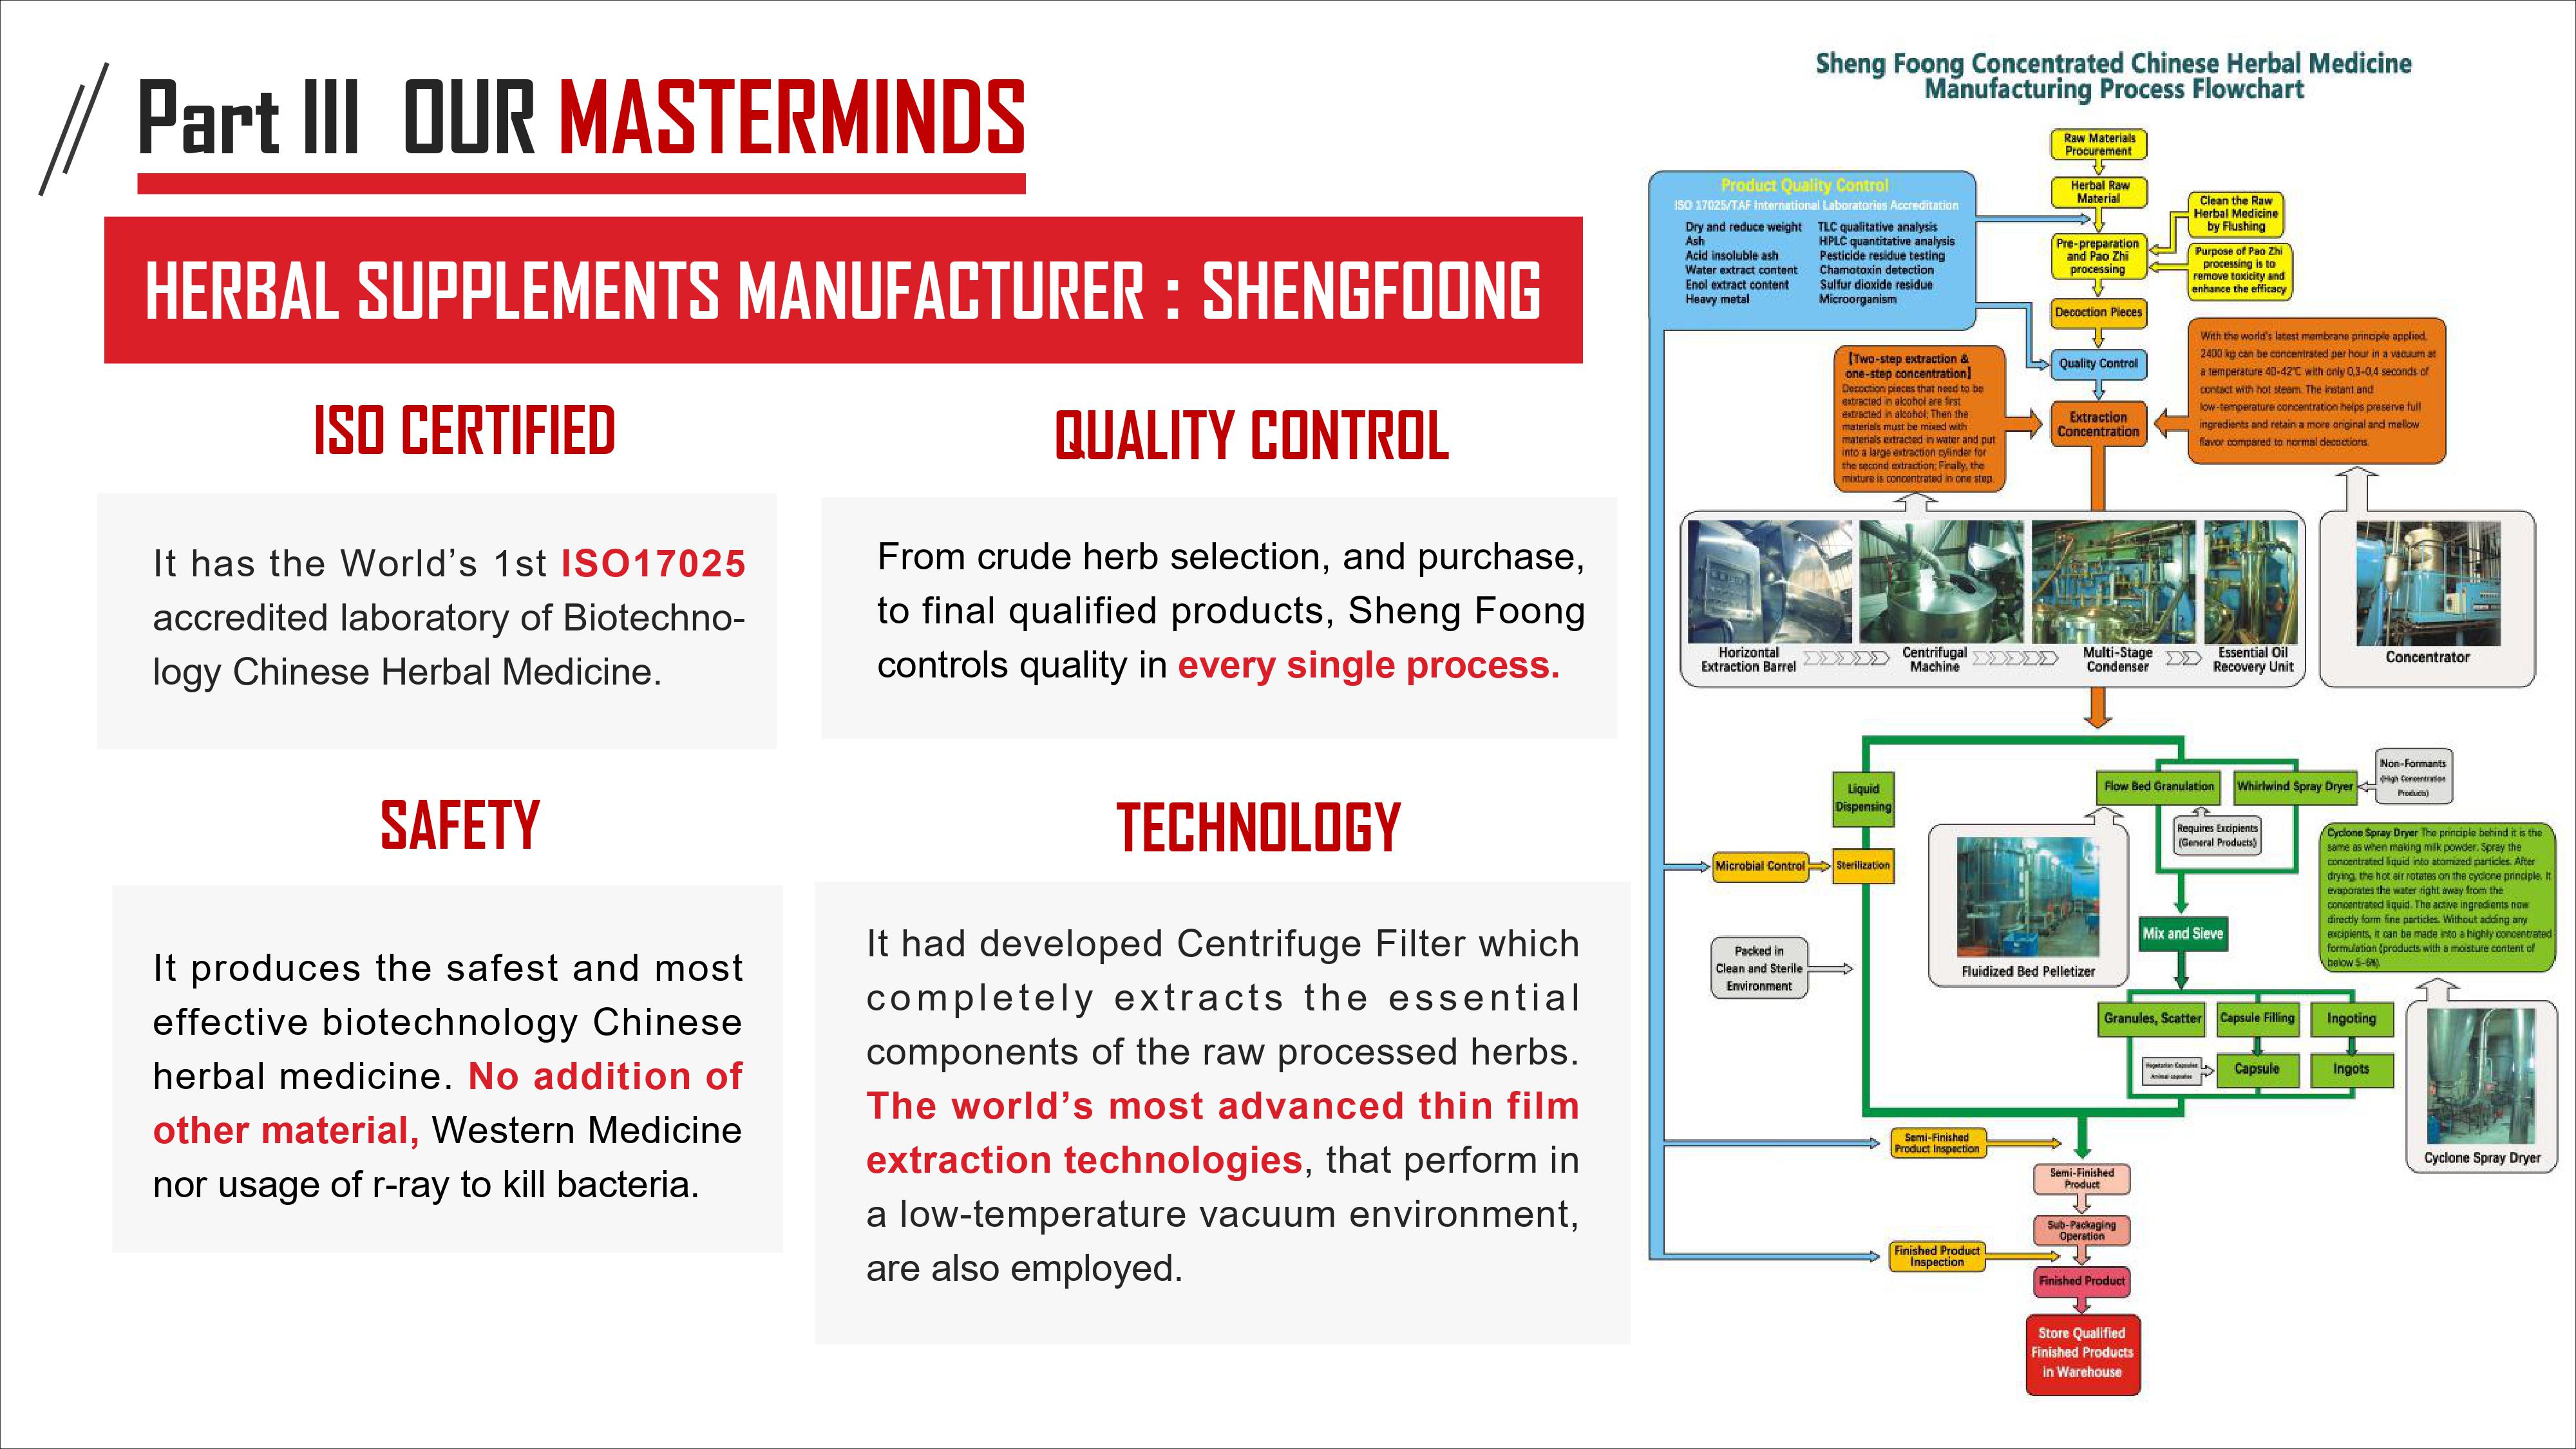 Part III OUR MASTERMINDS
HERBAL SUPPLEMENTS MANUFACTURER : SHENGFOONG
ISO CERTIFIED
It has the World's 1st ISO17025
accredited laboratory of Biotechno-
logy Chinese Herbal Medicine.
QUALITY CONTROL
From crude herb selection, and purchase,
to final qualified products, Sheng Foong
controls quality in every single process.
SAFETY
It produces the safest and most
effective biotechnology Chinese
herbal medicine. No addition of
other material, Western Medicine
nor usage of r-ray to kill bacteria.
TECHNOLOGY
It had developed Centrifuge Filter which
completely extracts the essential
components of the raw processed herbs.
The world's most advanced thin film
extraction technologies, that perform in
a low-temperature vacuum environment,
are also employed.
Sheng Foong Concentrated Chinese Herbal Medicine
Manufacturing Process Flowchart
Raw Materials
Procurement
Herbal Raw
Material
Clean the Raw
Herbal Medicine
by Flushing
Pre-preparation
and Pao Zhi
processing
Purpose of Pao Zhi
processing is to
remove toxicity and
enhance the efficacy
Product Quality Control
ISO 17025/TAF International Laboratories Accreditation
Dry and reduce weight
Ash
Acid insoluble ash
Water extract content
Enol extract content
Heavy metal
TLC qualitative analysis
HPLC quantitative analysis
Pesticide residue testing
Chamotoxin detection
Sulfur dioxide residue
Microorganism
Decoction Pieces
Quality Control
Extraction
Concentration
【Two-step extraction &
one-step concentration】
Decoction pieces that need to be
extracted in alcohol are first
extracted in alcohol; Then the
materials must be mixed with
materials extracted in water and put
into a large extraction cylinder for
the second extraction; Finally, the
mixture is concentrated in one step.
With the world's latest membrane principle applied,
2400 kg can be concentrated per hour in a vacuum at
a temperature 40-42℃ with only 0.3-0.4 seconds of
contact with hot steam. The instant and
low-temperature concentration helps preserve full
ingredients and retain a more original and mellow
flavor compared to normal decoctions.
Horizontal
Extraction Barrel
Centrifugal
Machine
Multi-Stage
Condenser
Essential Oil
Recovery Unit
Concentrator
Liquid
Dispensing
Flow Bed Granulation
Whirlwind Spray Dryer
Non-Formants
(High Concentration
Products)
Requires Excipients
(General Products)
Microbial Control
Sterilization
Cyclone Spray Dryer The principle behind it is the
same as when making milk powder. Spray the
concentrated liquid into atomized particles. After
drying, the hot air rotates on the cyclone principle. It
evaporates the water right away from the
concentrated liquid. The active ingredients now
directly form fine particles. Without adding any
excipients, it can be made into a highly concentrated
formulation (products with a moisture content of
below 5-6%).
Mix and Sieve
Packed in
Clean and Sterile
Environment
Fluidized Bed Pelletizer
Granules, Scatter
Capsule Filling
Ingoting
Vegetarian Capsules
Animal capsules
Capsule
Ingots
Cyclone Spray Dryer
Semi-Finished
Product Inspection
Semi-Finished
Product
Sub-Packaging
Operation
Finished Product
Inspection
Finished Product
Store Qualified
Finished Products
in Warehouse